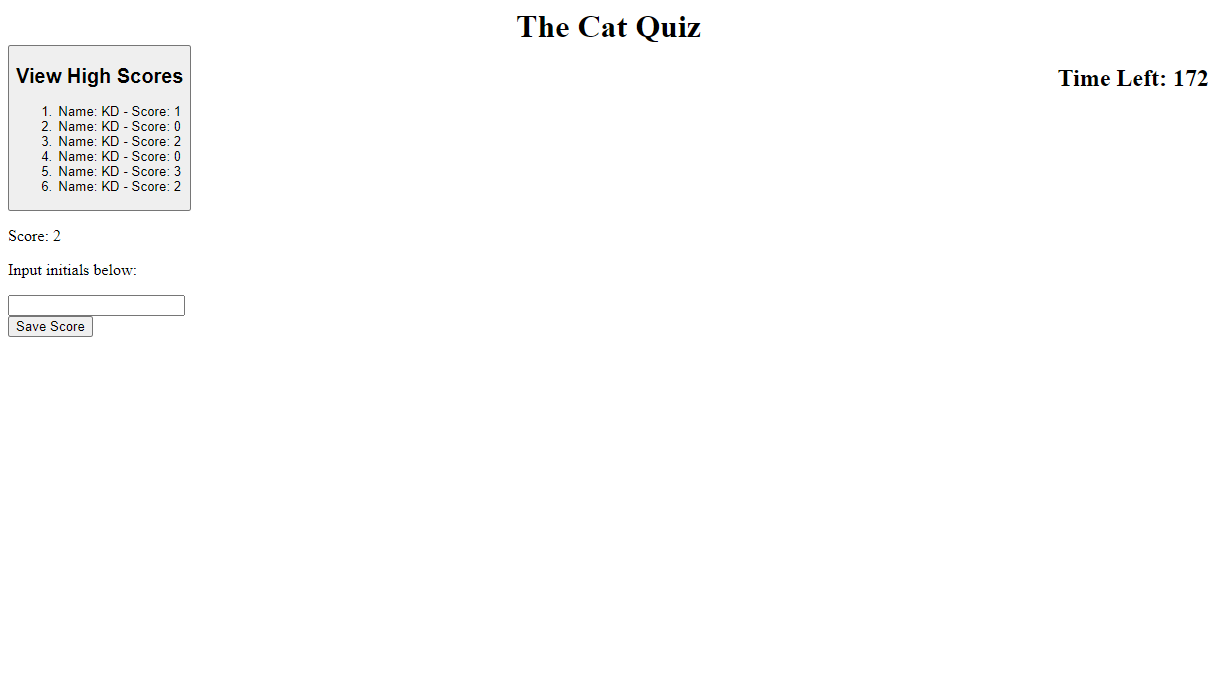 The Cat Quiz
View High Scores
Time Left: 172
1. Name: KD - Score: 1
2. Name: KD - Score: 0
3. Name: KD - Score: 2
4. Name: KD - Score: 0
5. Name: KD - Score: 3
6. Name: KD - Score: 2
Score: 2
Input initials below:
Save Score